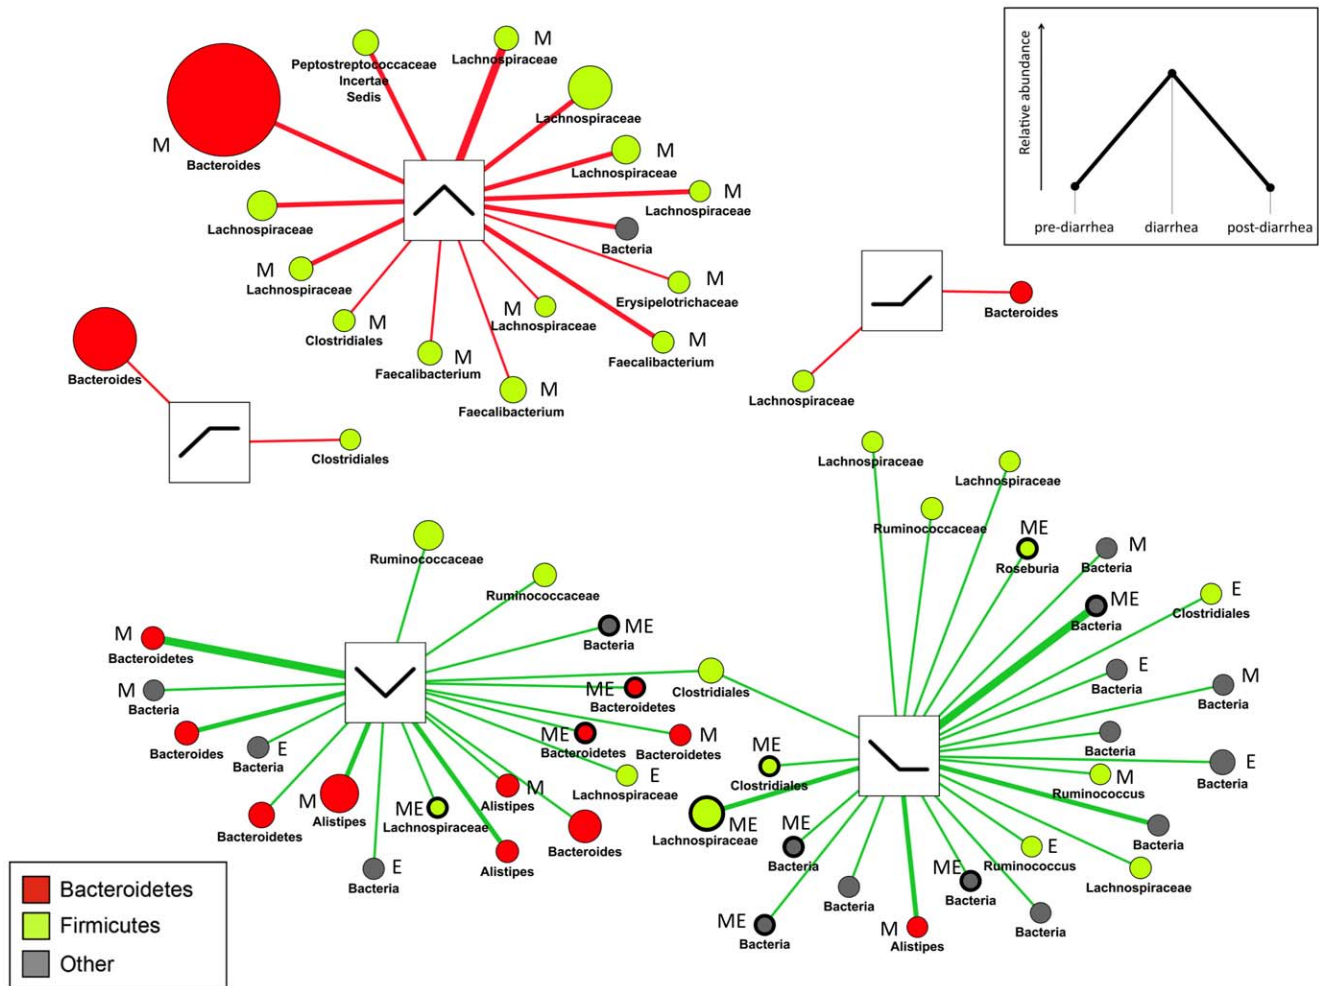 M
Bacteroides
Peptostreptococcaceae
Incertae
Sedis
M
Lachnospiraceae
Lachnospiraceae
M
Lachnospiraceae
M
Lachnospiraceae
Bacteria
M
Erysipelotrichaceae
M
Faecalibacterium
M
Lachnospiraceae
M
Faecalibacterium
M
Faecalibacterium
M
Clostridiales
M
Lachnospiraceae
Lachnospiraceae
Relative abundance
pre-diarrhea
diarrhea
post-diarrhea
Bacteroides
Lachnospiraceae
Bacteroides
Clostridiales
Ruminococcaceae
Ruminococcaceae
ME
Bacteria
Clostridiales
ME
Bacteroidetes
ME
Bacteroidetes
M
Bacteroidetes
E
Lachnospiraceae
M
Alistipes
Bacteroides
Alistipes
ME
Lachnospiraceae
E
Bacteria
M
Alistipes
Bacteroidetes
E
Bacteria
Bacteroides
M
Bacteria
M
Bacteroidetes
Lachnospiraceae
Lachnospiraceae
Ruminococcaceae
ME
Roseburia
M
Bacteria
ME
Bacteria
E
Clostridiales
E
Bacteria
M
Bacteria
Bacteria
E
Bacteria
M
Ruminococcus
Bacteria
E
Ruminococcus
Lachnospiraceae
ME
Bacteria
Bacteria
M
Alistipes
Bacteria
ME
Bacteria
ME
Bacteria
ME
Lachnospiraceae
ME
Clostridiales
Bacteroidetes
Firmicutes
Other